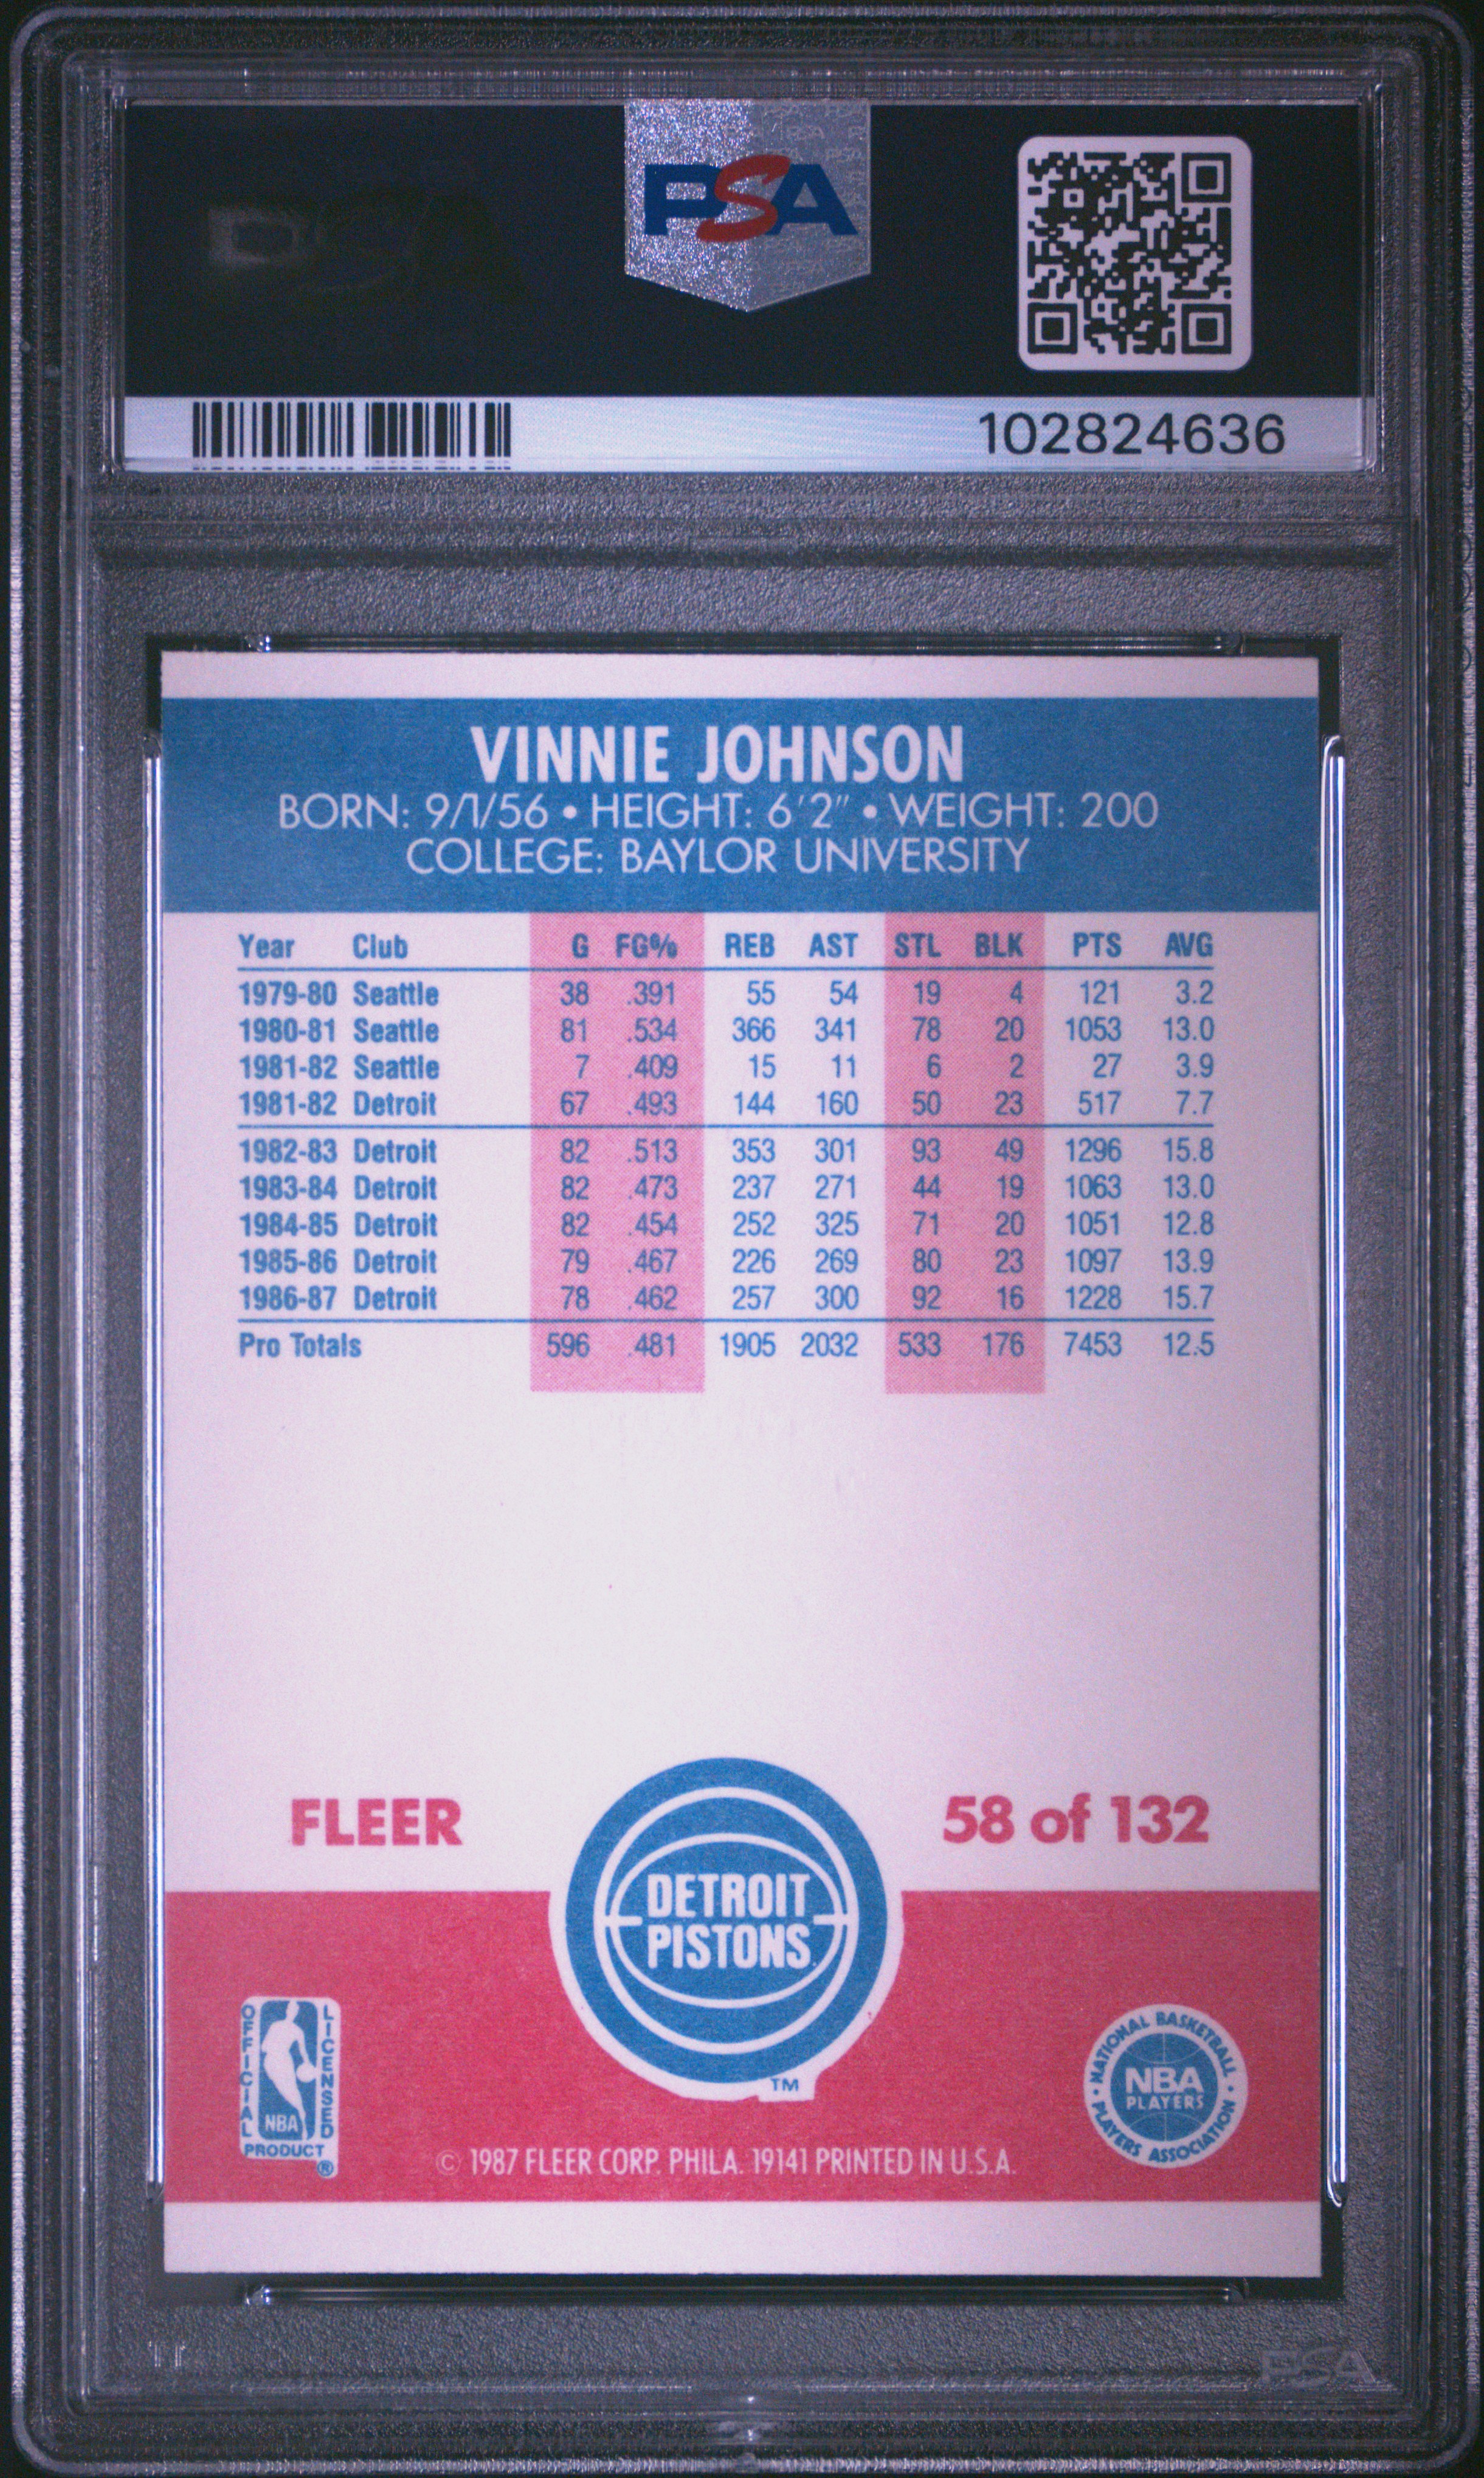 PSA
102824636
VINNIE JOHNSON
BORN: 9/1/56 • HEIGHT: 6'2" • WEIGHT: 200
COLLEGE: BAYLOR UNIVERSITY
Year Club G FG% REB AST STL BLK PTS AVG
1979-80 Seattle 38 .391 55 54 19 4 121 3.2
1980-81 Seattle 81 .534 366 341 78 20 1053 13.0
1981-82 Seattle 7 .409 15 11 6 2 27 3.9
1981-82 Detroit 67 .493 144 160 50 23 517 7.7
1982-83 Detroit 82 .513 353 301 93 49 1296 15.8
1983-84 Detroit 82 .473 237 271 44 19 1063 13.0
1984-85 Detroit 82 .454 252 325 71 20 1051 12.8
1985-86 Detroit 79 .467 226 269 80 23 1097 13.9
1986-87 Detroit 78 .462 257 300 92 16 1228 15.7
Pro Totals 596 .481 1905 2032 533 176 7453 12.5
FLEER
58 of 132
DETROIT
PISTONS
TM
OFFICIAL LICENSED
NBA
PRODUCT
®
NATIONAL BASKETBALL
NBA
PLAYERS
PLAYERS ASSOCIATION
© 1987 FLEER CORP. PHILA. 19141 PRINTED IN U.S.A.
PSA